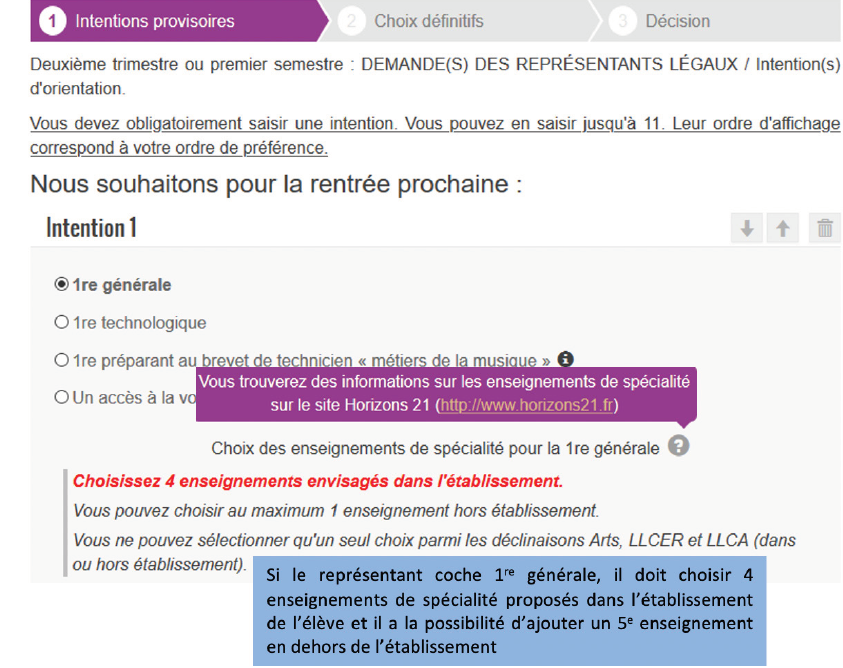 1 Intentions provisoires 2 Choix définitifs 3 Décision
Deuxième trimestre ou premier semestre : DEMANDE(S) DES REPRÉSENTANTS LÉGAUX / Intention(s)
d'orientation.
Vous devez obligatoirement saisir une intention. Vous pouvez en saisir jusqu'à 11. Leur ordre d'affichage
correspond à votre ordre de préférence.
Nous souhaitons pour la rentrée prochaine :
Intention 1
1re générale
1re technologique
1re préparant au brevet de technicien « métiers de la musique »
Un accès à la
Vous trouverez des informations sur les enseignements de spécialité
sur le site Horizons 21 (http://www.horizons21.fr)
Choix des enseignements de spécialité pour la 1re générale ?
Choisissez 4 enseignements envisagés dans l'établissement.
Vous pouvez choisir au maximum 1 enseignement hors établissement.
Vous ne pouvez sélectionner qu'un seul choix parmi les déclinaisons Arts, LLCER et LLCA (dans
ou hors établissement).
Si le représentant coche 1re générale, il doit choisir 4
enseignements de spécialité proposés dans l'établissement
de l'élève et il a la possibilité d'ajouter un 5e enseignement
en dehors de l'établissement